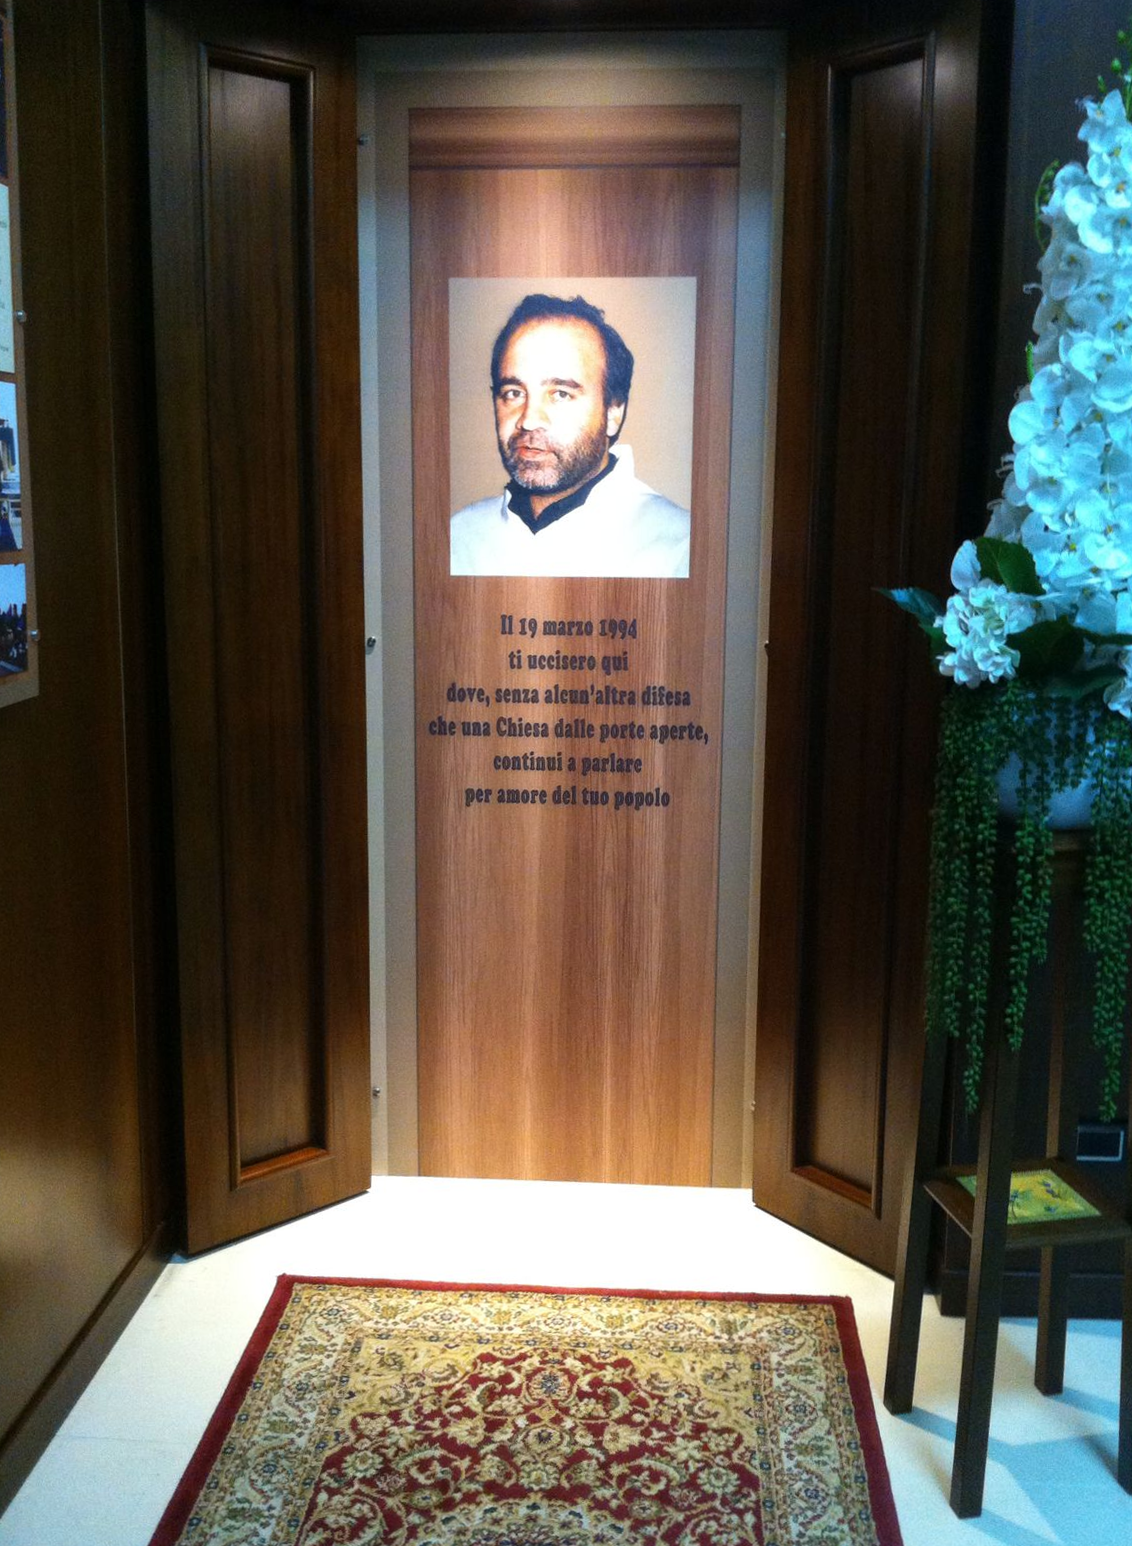 Il 19 marzo 1994
ti uccisero qui
dove, senza alcun'altra difesa
che una Chiesa dalle porte aperte,
continui a parlare
per amore del tuo popolo